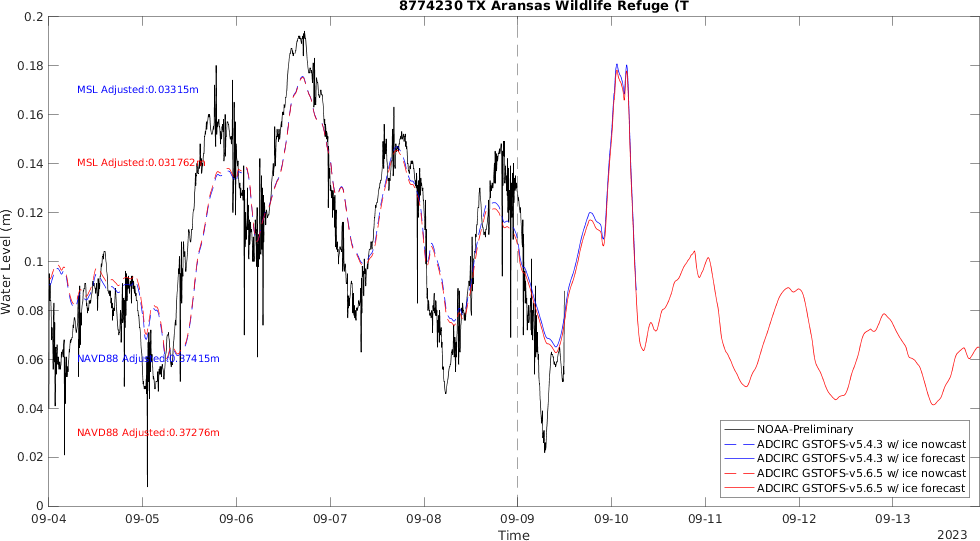 8774230 TX Aransas Wildlife Refuge (T
0.2
0.18
0.16
0.14
0.12
0.1
0.08
0.06
0.04
0.02
0
Water Level (m)
MSL Adjusted:0.03315m
MSL Adjusted:0.031762m
NAVD88 Adjusted:0.37415m
NAVD88 Adjusted:0.37276m
NOAA-Preliminary
ADCIRC GSTOFS-v5.4.3 w/ ice nowcast
ADCIRC GSTOFS-v5.4.3 w/ ice forecast
ADCIRC GSTOFS-v5.6.5 w/ ice nowcast
ADCIRC GSTOFS-v5.6.5 w/ ice forecast
09-04 09-05 09-06 09-07 09-08 09-09 09-10 09-11 09-12 09-13
Time
2023